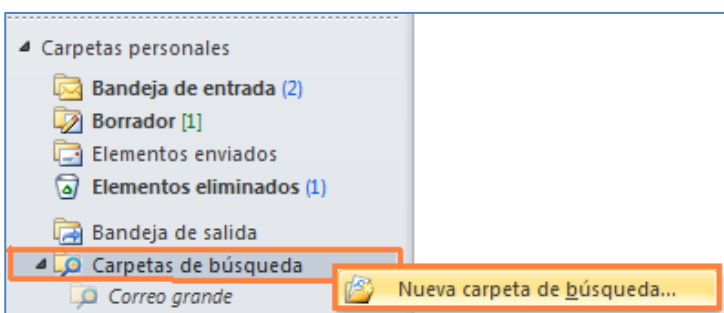 Carpetas personales
Bandeja de entrada (2)
Borrador [1]
Elementos enviados
Elementos eliminados (1)
Bandeja de salida
Carpetas de búsqueda
Nueva carpeta de búsqueda...
Correo grande